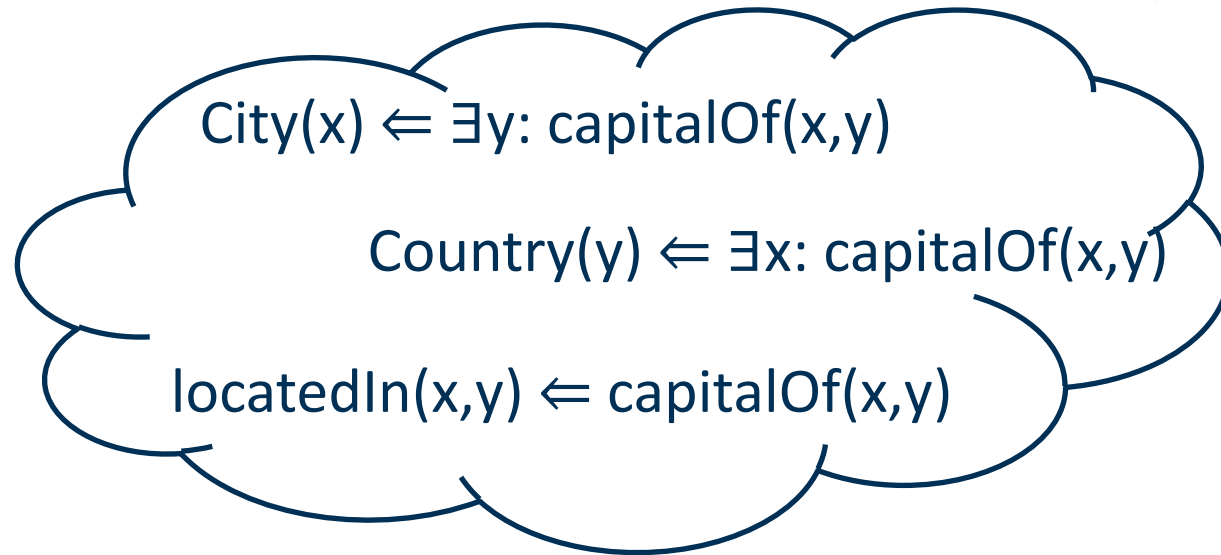 City(x) ⇐ ∃y: capitalOf(x,y)
Country(y) ⇐ ∃x: capitalOf(x,y)
locatedIn(x,y) ⇐ capitalOf(x,y)